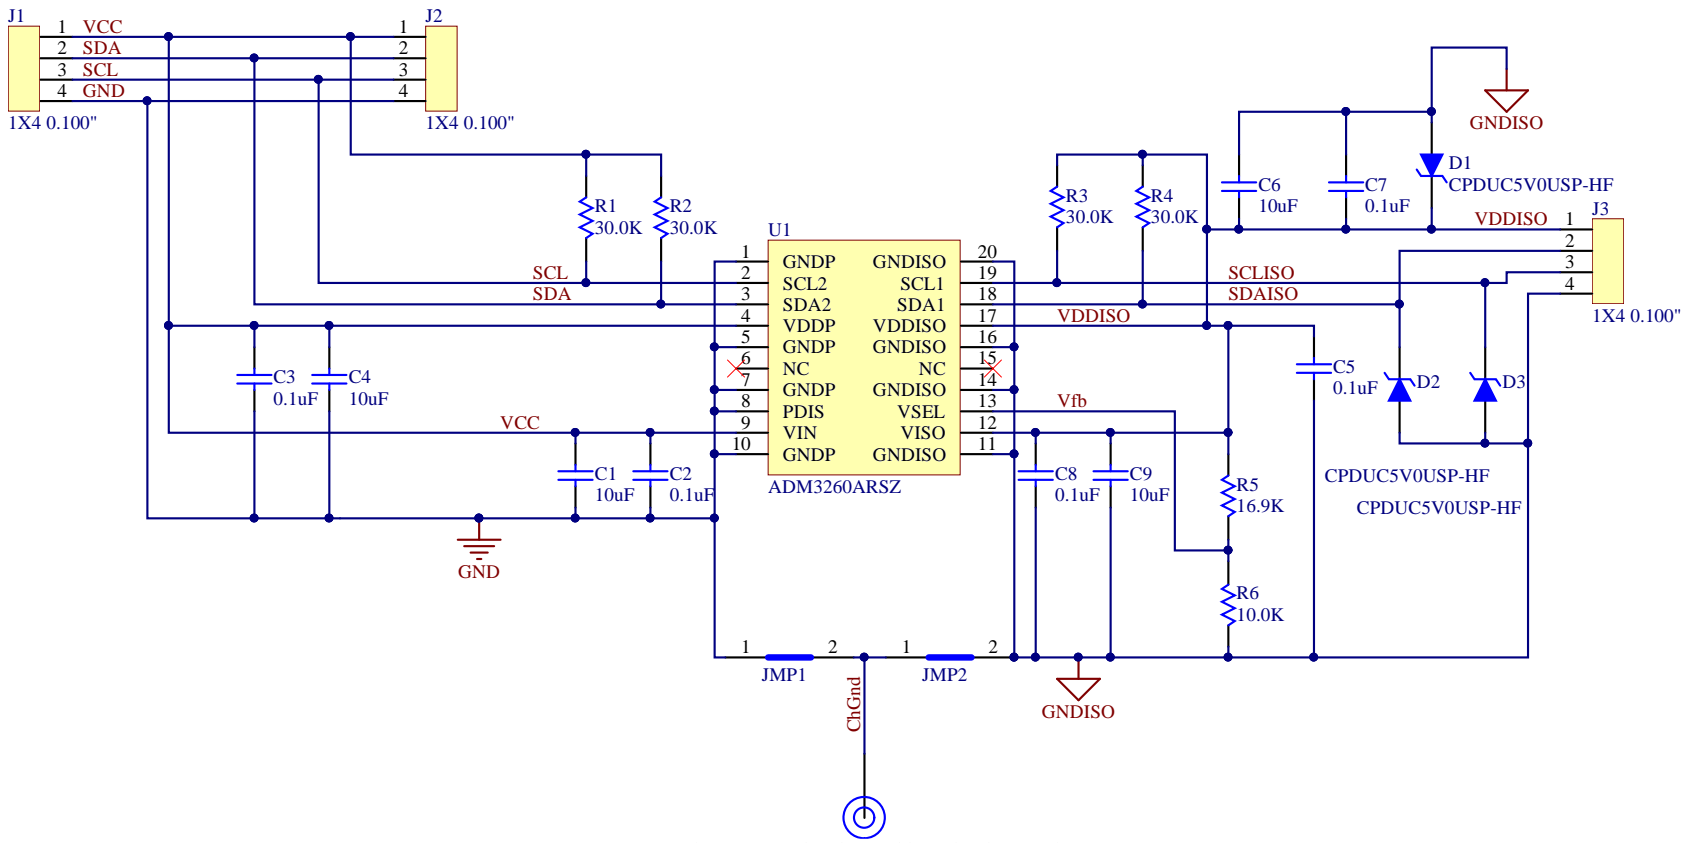 J1
1 VCC
2 SDA
3 SCL
4 GND
1X4 0.100"
J2
1
2
3
4
1X4 0.100"
R1
30.0K
R2
30.0K
R3
30.0K
R4
30.0K
C6
10uF
C7
0.1uF
D1
CPDUC5V0USP-HF
GNDISO
VDDISO
J3
1
2
3
4
1X4 0.100"
SCL
SDA
U1
1 GNDP
2 SCL2
3 SDA2
4 VDDP
5 GNDP
6 NC
7 GNDP
8 PDIS
9 VIN
10 GNDP
GNDISO 20
SCL1 19
SDA1 18
VDDISO 17
GNDISO 16
NC 15
GNDISO 14
VSEL 13
VISO 12
GNDISO 11
ADM3260ARSZ
SCLISO
SDAISO
VDDISO
Vfb
C3
0.1uF
C4
10uF
VCC
C1
10uF
C2
0.1uF
GND
C8
0.1uF
C9
10uF
C5
0.1uF
D2
D3
CPDUC5V0USP-HF
CPDUC5V0USP-HF
R5
16.9K
R6
10.0K
1 2
JMP1
1 2
JMP2
ChGnd
GNDISO